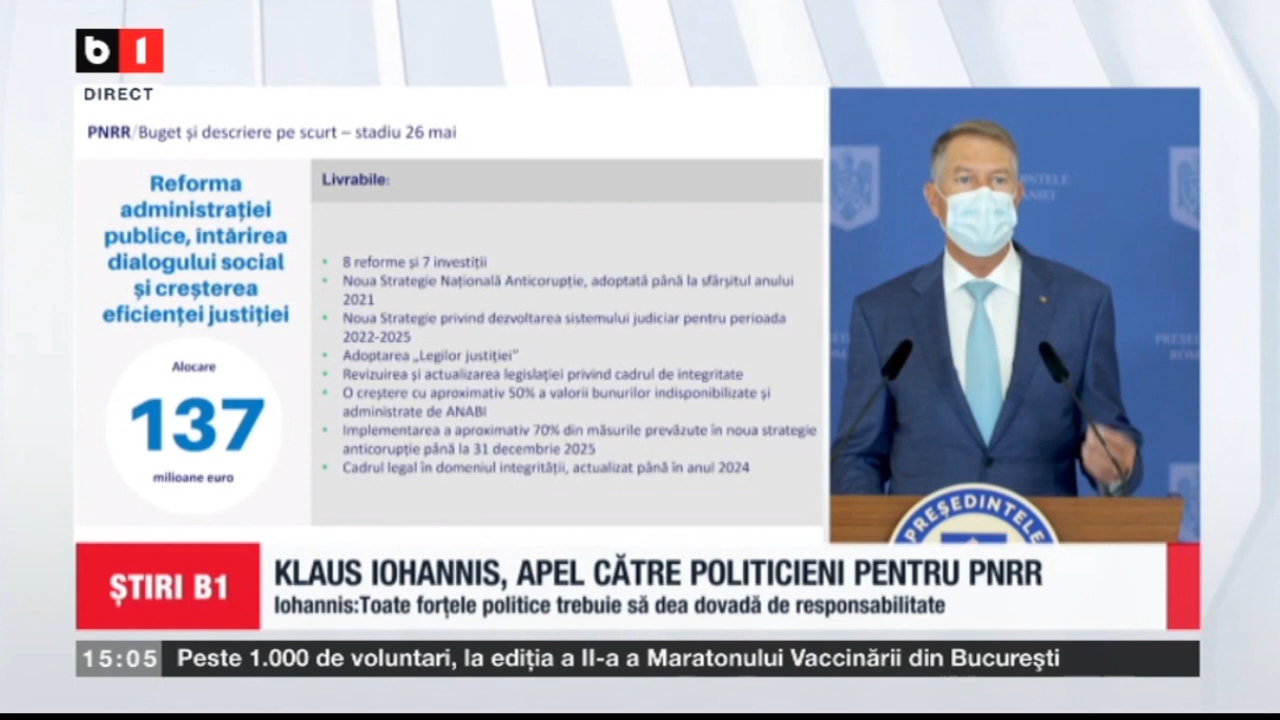 b 1
DIRECT
PNRR/Buget și descriere pe scurt – stadiu 26 mai
Reforma
administrației
publice, întărirea
dialogului social
și creșterea
eficienței justiției
Alocare
137
milioane euro
Livrabile:
• 8 reforme și 7 investiții
• Noua Strategie Națională Anticorupție, adoptată până la sfârșitul anului
2021
• Noua Strategie privind dezvoltarea sistemului judiciar pentru perioada
2022-2025
• Adoptarea „Legilor justiției”
• Revizuirea și actualizarea legislației privind cadrul de integritate
• O creștere cu aproximativ 50% a valorii bunurilor indisponibilizate și
administrate de ANABI
• Implementarea a aproximativ 70% din măsurile prevăzute în noua strategie
anticorupție până la 31 decembrie 2025
• Cadrul legal în domeniul integrității, actualizat până în anul 2024
PREȘEDINTELE
ȘTIRI B1
KLAUS IOHANNIS, APEL CĂTRE POLITICIENI PENTRU PNRR
Iohannis:Toate forțele politice trebuie să dea dovadă de responsabilitate
15:05
Peste 1.000 de voluntari, la ediția a II-a a Maratonului Vaccinării din Bucureşti